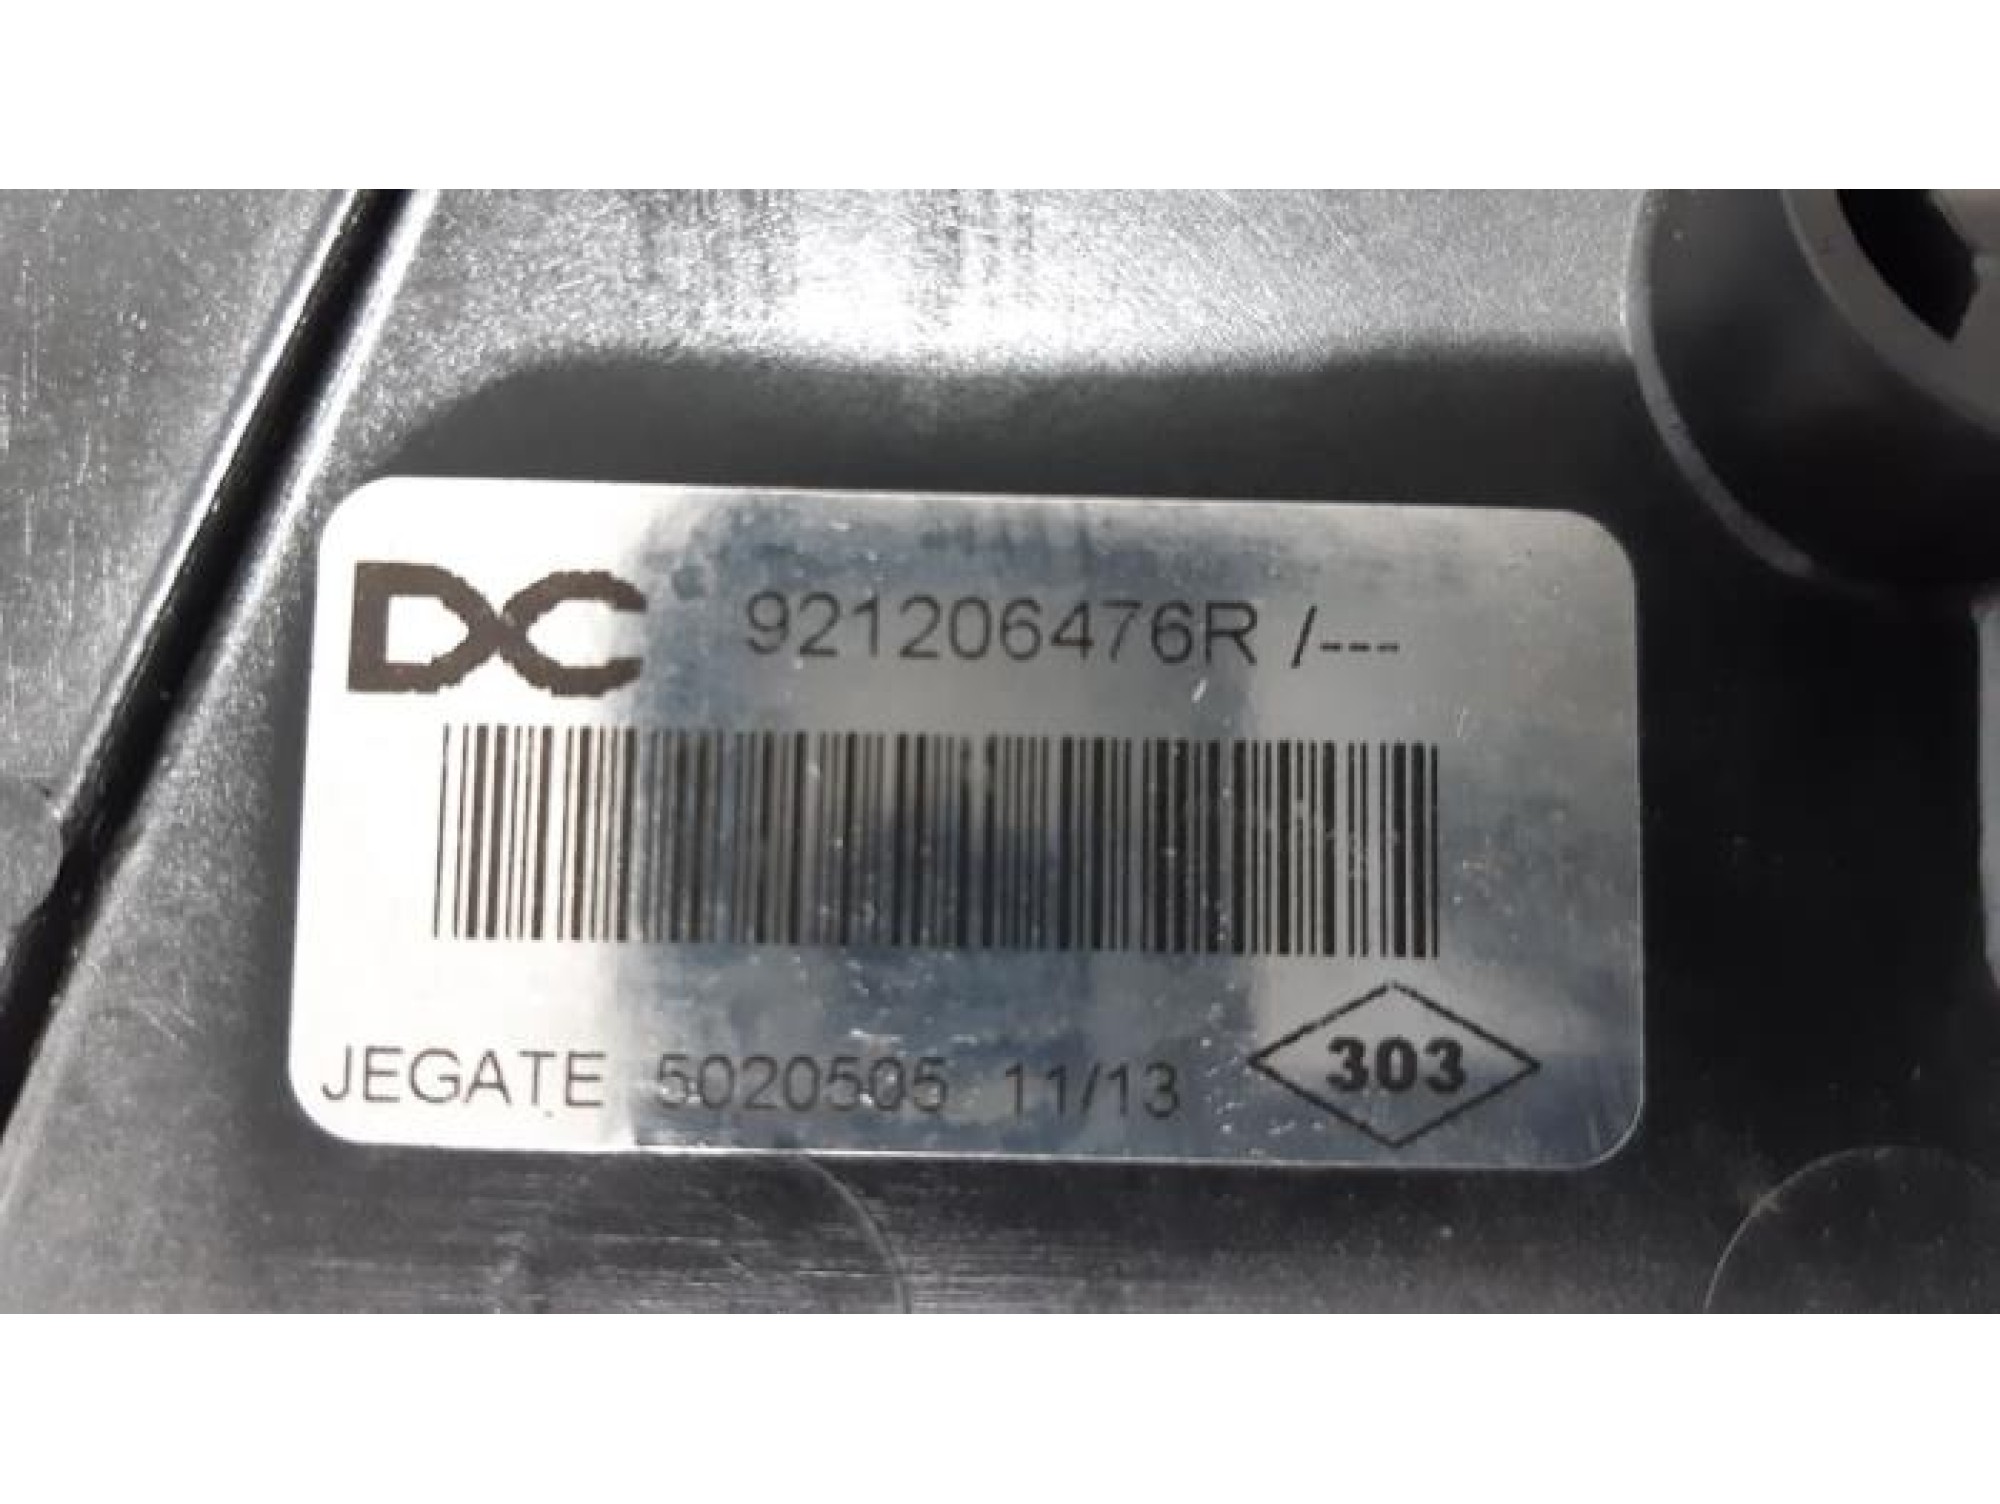 DC 921206476R /---
JEGATE 5020505 11/13 303